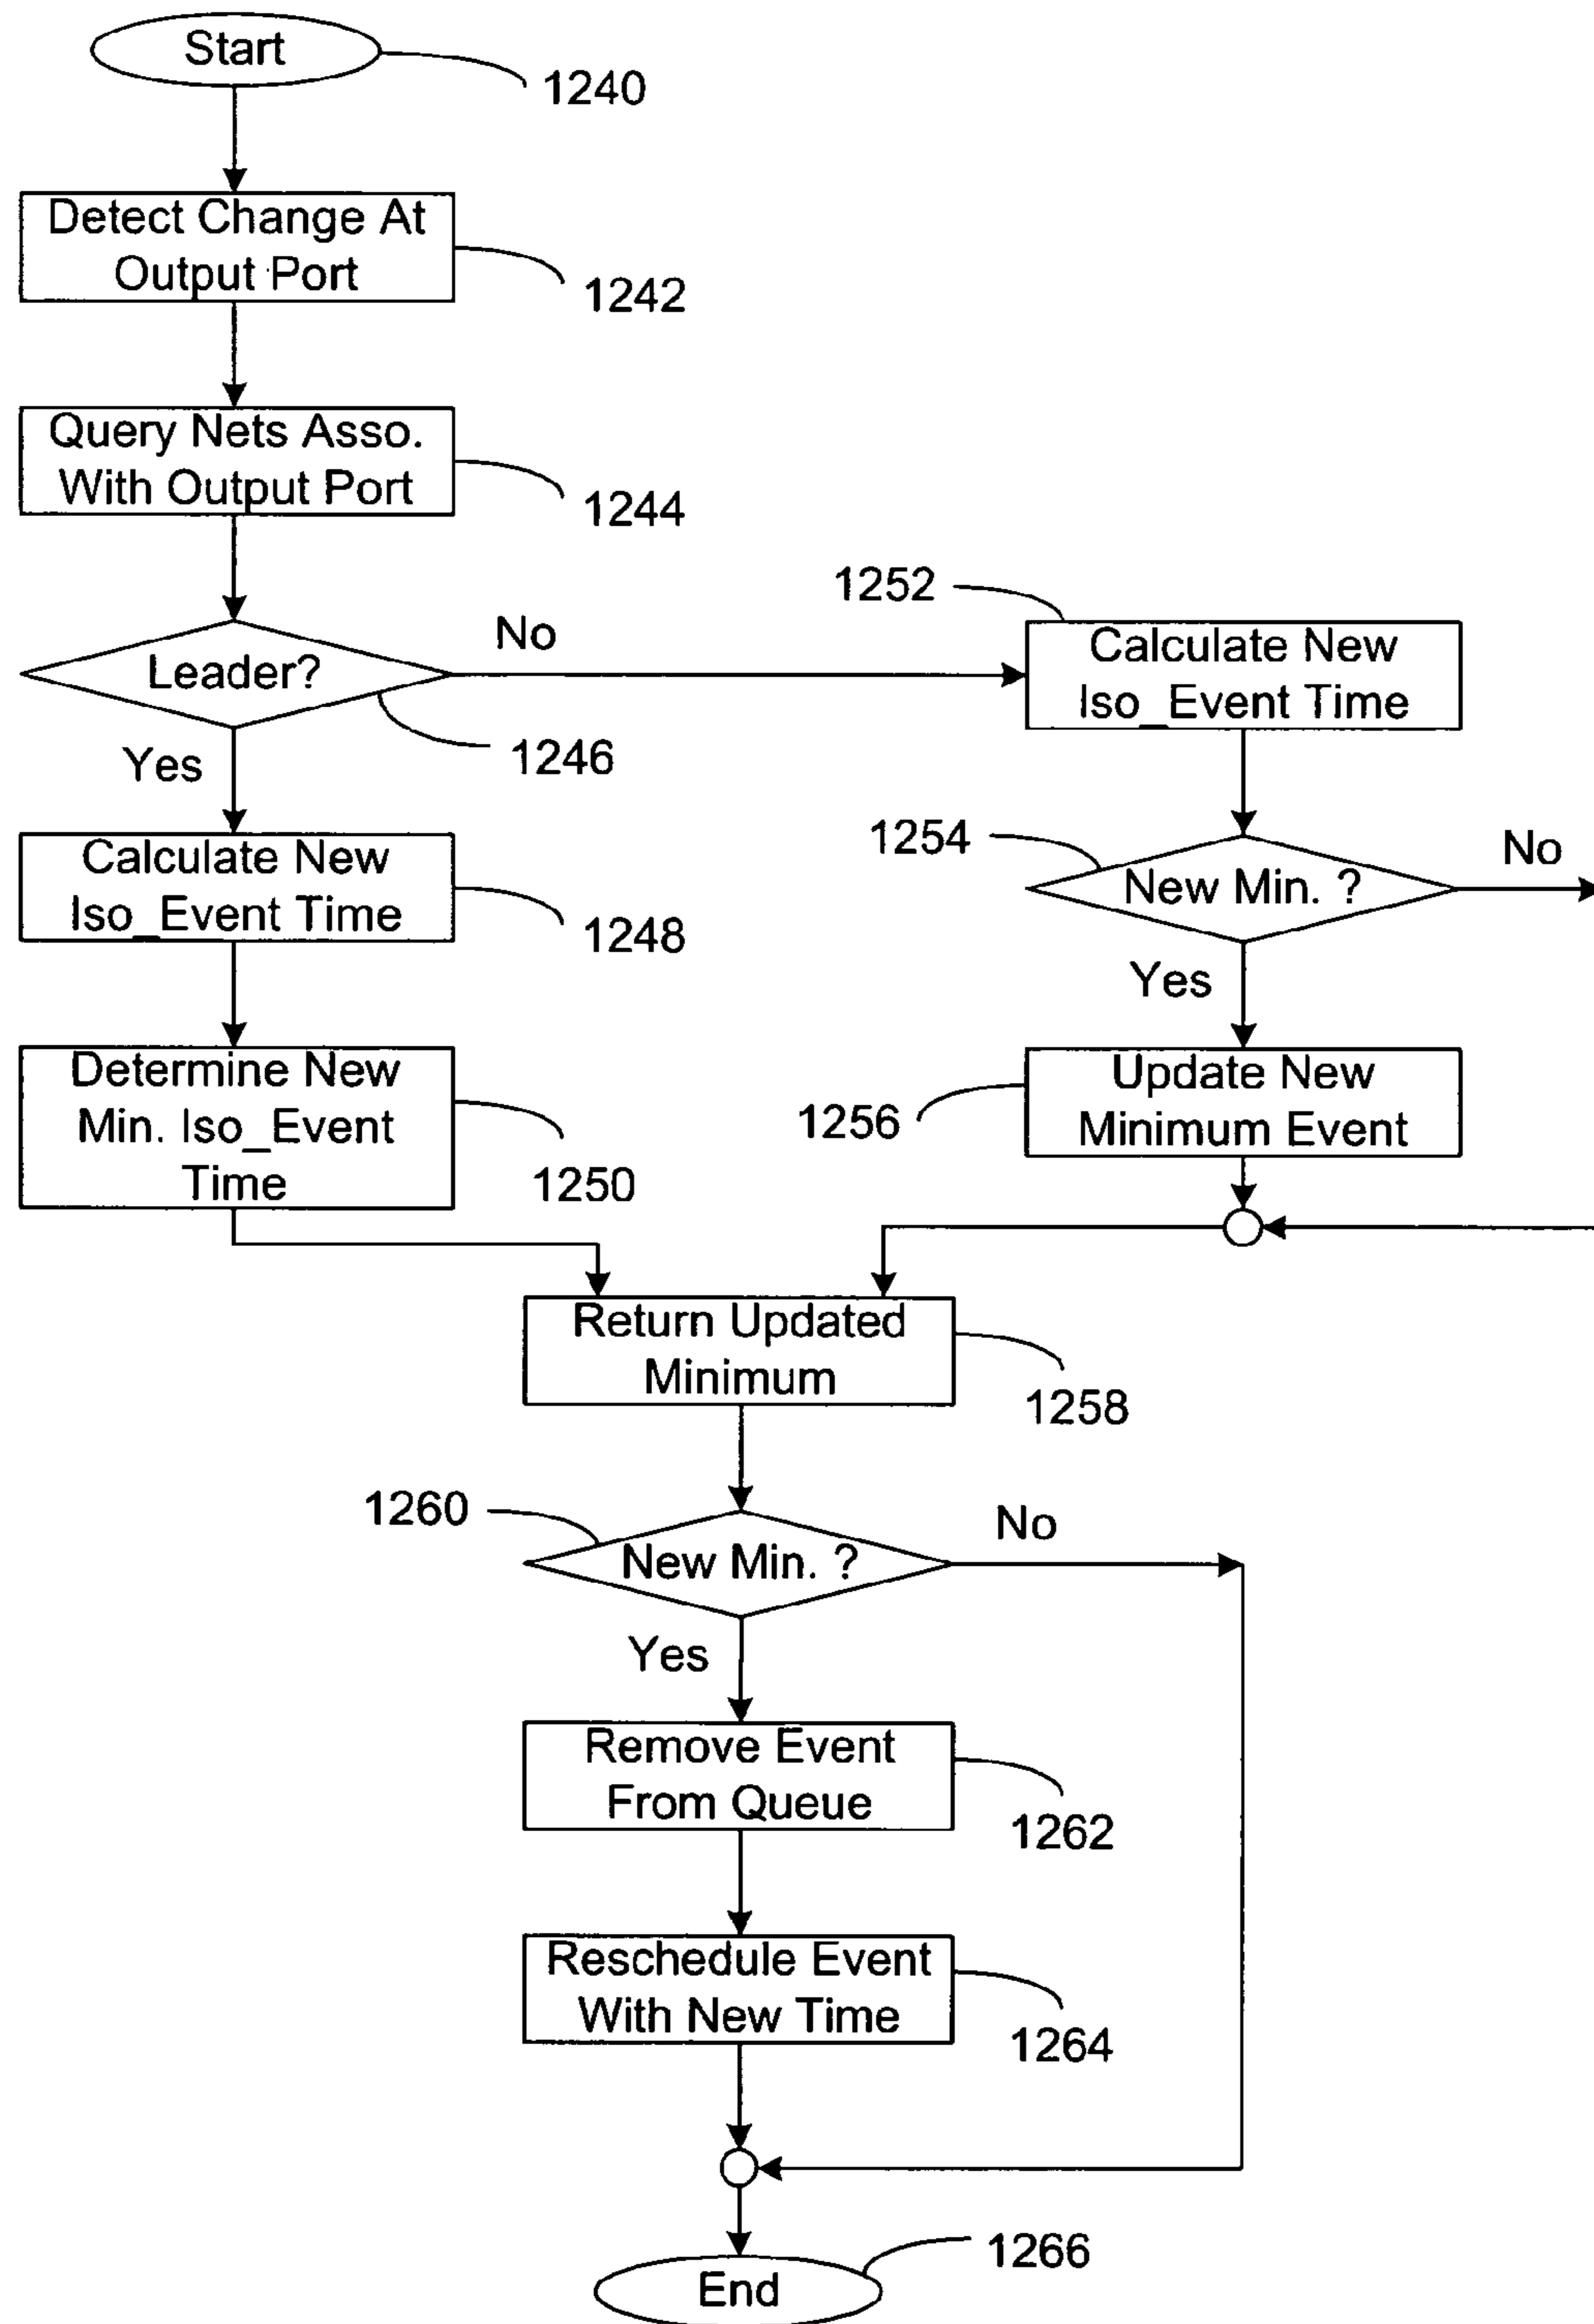 Start
1240
Detect Change At
Output Port
1242
Query Nets Asso.
With Output Port
1244
Leader?
No
1246
Yes
1252
Calculate New
Iso_Event Time
Calculate New
Iso_Event Time
1248
1254
New Min. ?
No
Yes
Determine New
Min. Iso_Event
Time
1250
1256
Update New
Minimum Event
Return Updated
Minimum
1258
1260
New Min. ?
No
Yes
Remove Event
From Queue
1262
Reschedule Event
With New Time
1264
1266
End